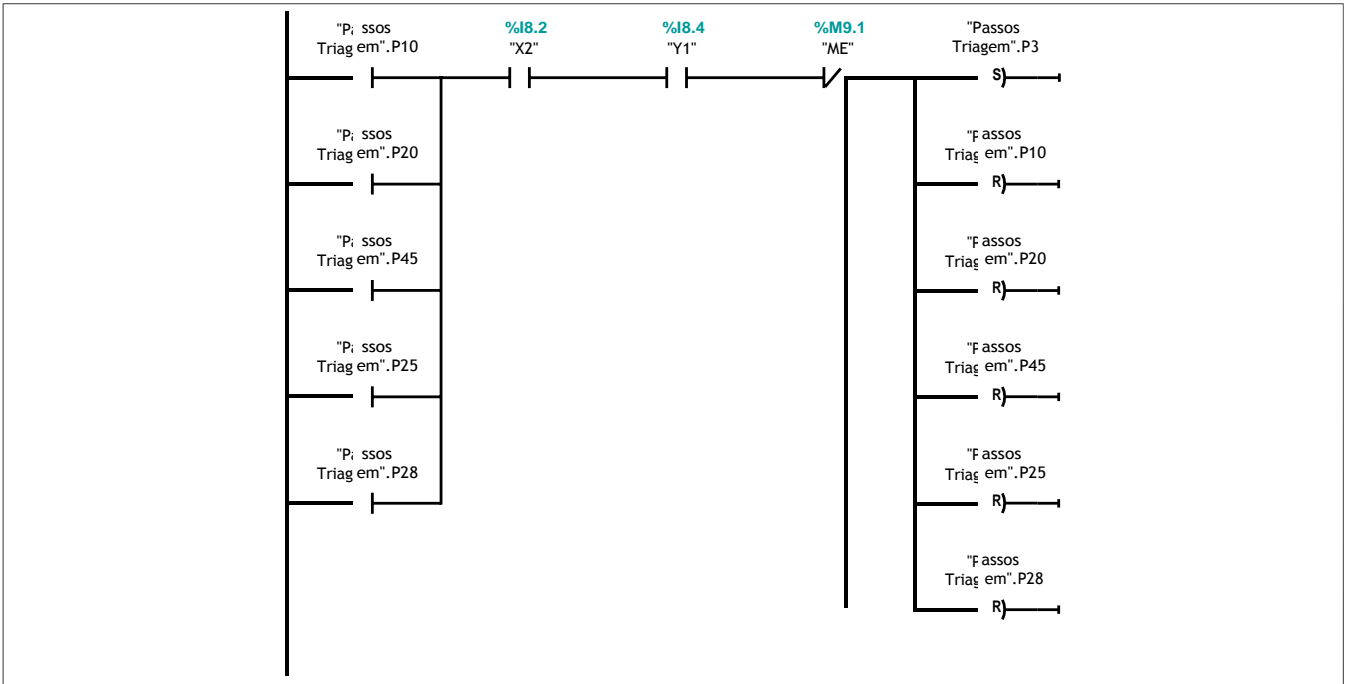 "Passos
Triagem".P10
%I8.2
"X2"
%I8.4
"Y1"
%M9.1
"ME"
"Passos
Triagem".P3
S
"Passos
Triagem".P20
"Passos
Triagem".P10
R
"Passos
Triagem".P45
"Passos
Triagem".P20
R
"Passos
Triagem".P25
"Passos
Triagem".P45
R
"Passos
Triagem".P28
"Passos
Triagem".P25
R
"Passos
Triagem".P28
R